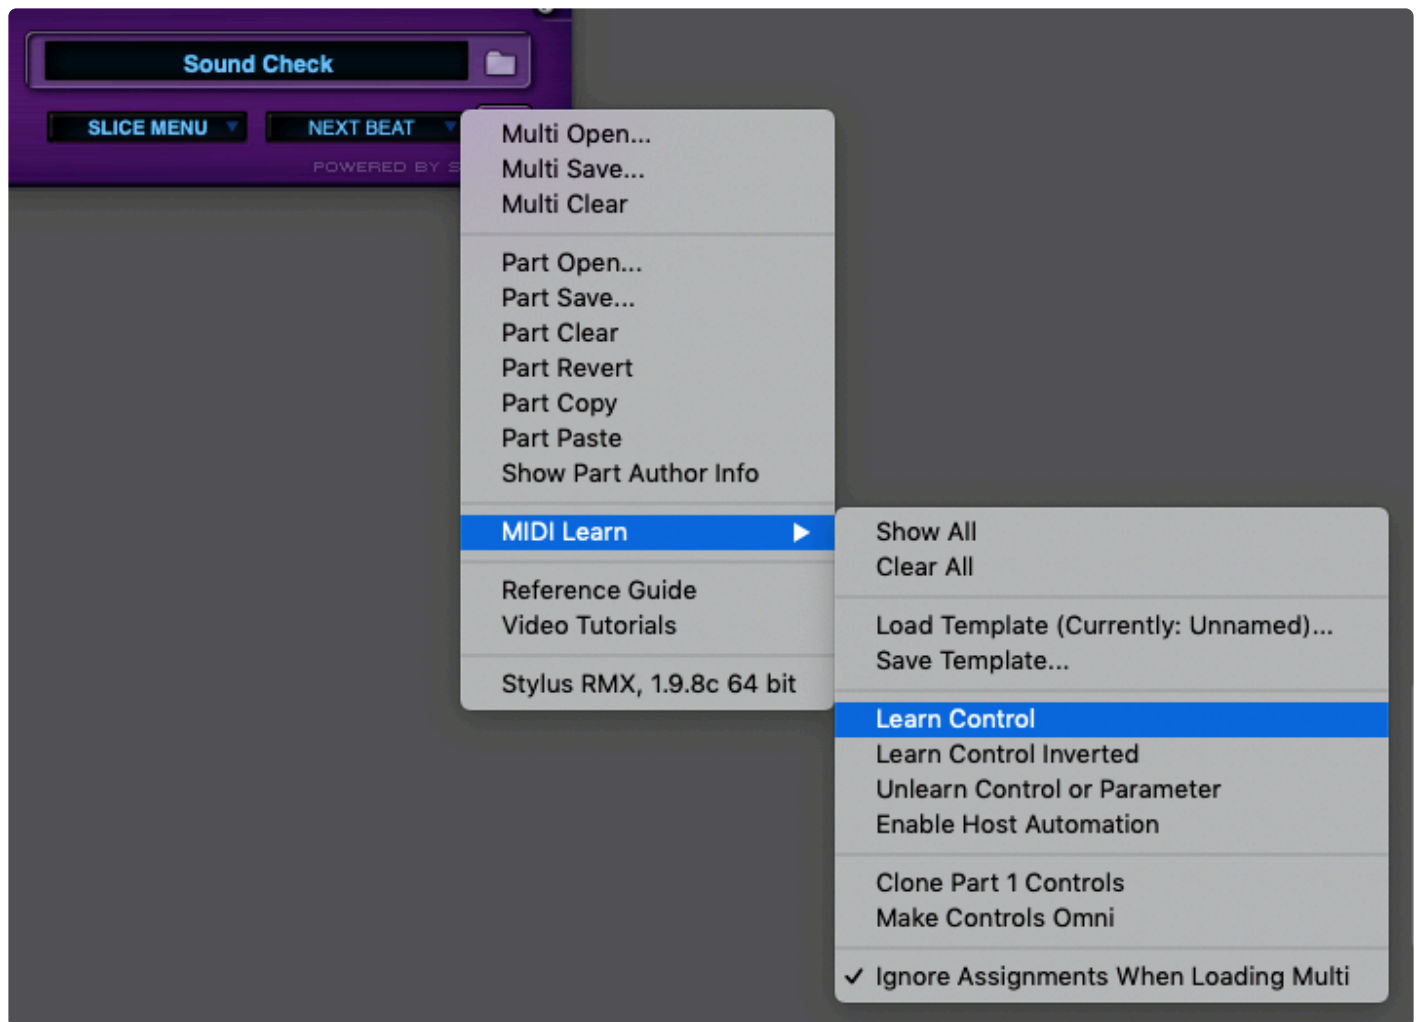 Sound Check
SLICE MENU NEXT BEAT
POWERED BY S
Multi Open...
Multi Save...
Multi Clear
Part Open...
Part Save...
Part Clear
Part Revert
Part Copy
Part Paste
Show Part Author Info
MIDI Learn
Reference Guide
Video Tutorials
Stylus RMX, 1.9.8c 64 bit
Show All
Clear All
Load Template (Currently: Unnamed)...
Save Template...
Learn Control
Learn Control Inverted
Unlearn Control or Parameter
Enable Host Automation
Clone Part 1 Controls
Make Controls Omni
Ignore Assignments When Loading Multi